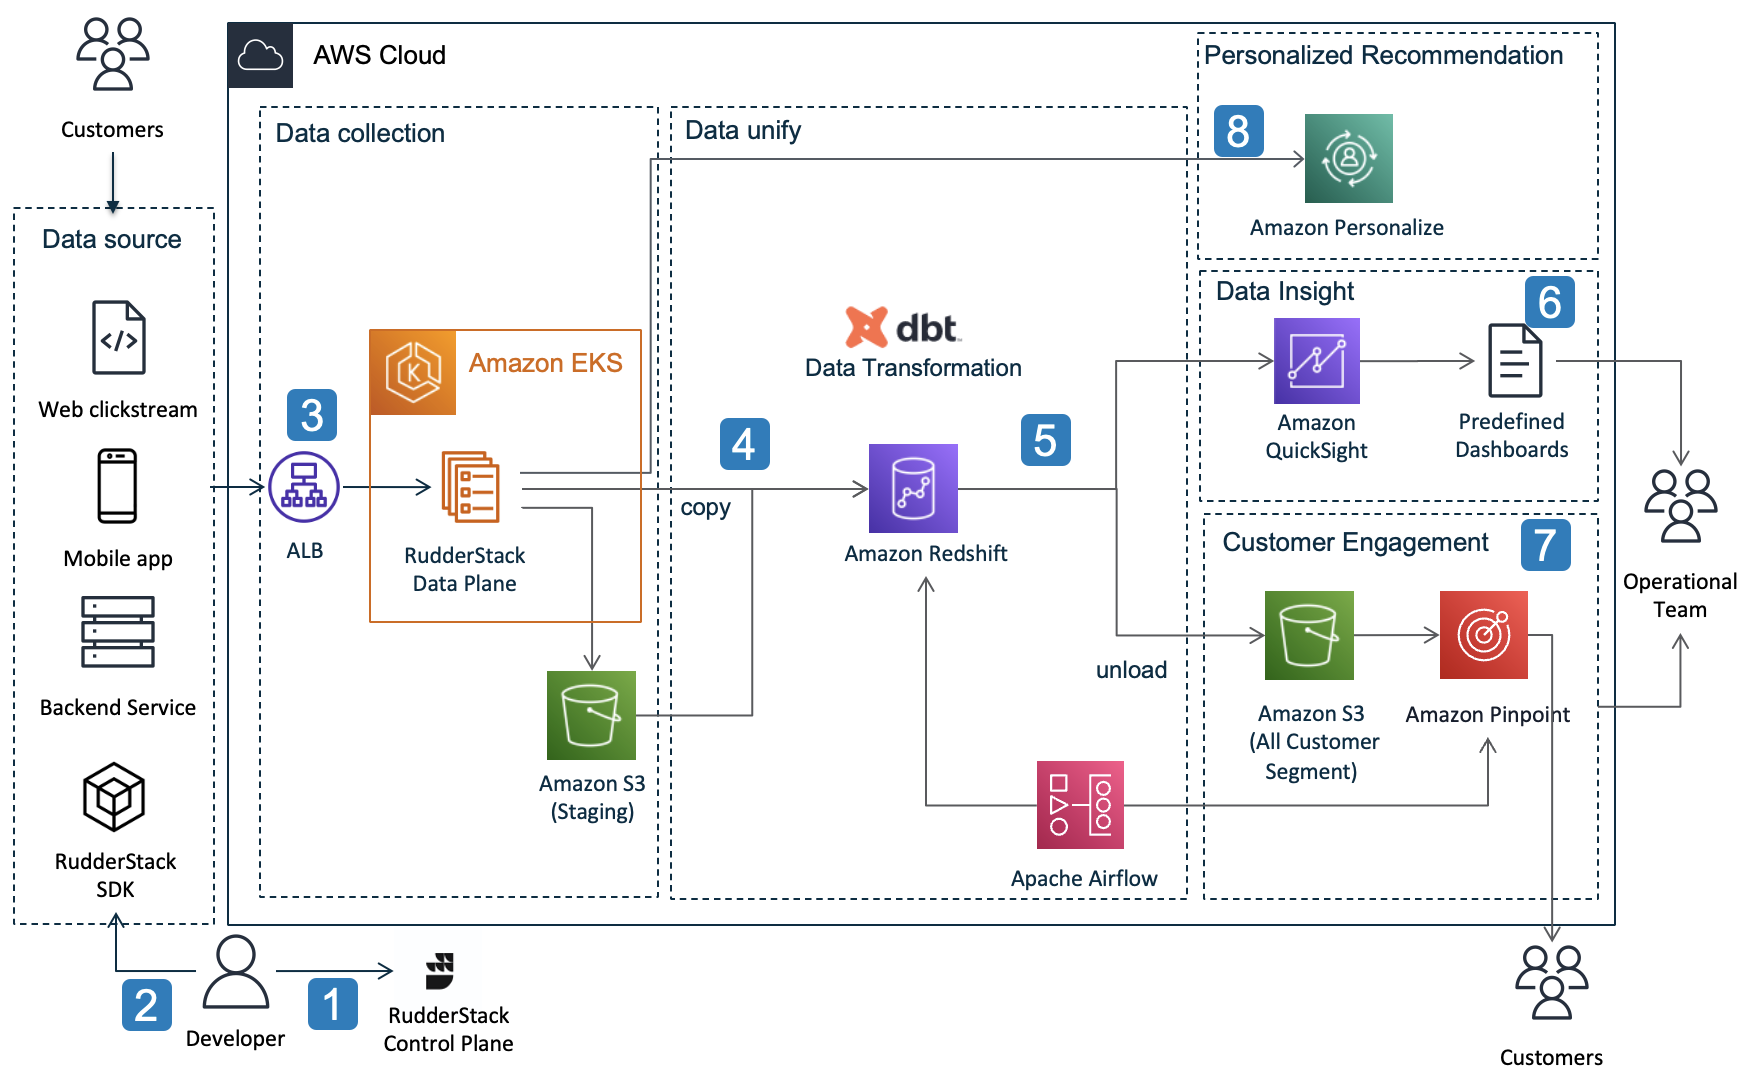 Customers
AWS Cloud
Data source
Web clickstream
Mobile app
Backend Service
RudderStack
SDK
2
Developer
1
RudderStack
Control Plane
Data collection
3
ALB
Amazon EKS
RudderStack
Data Plane
Amazon S3
(Staging)
Data unify
dbt
Data Transformation
4
copy
Amazon Redshift
5
unload
Apache Airflow
Personalized Recommendation
8
Amazon Personalize
Data Insight
6
Amazon
QuickSight
Predefined
Dashboards
Customer Engagement
7
Amazon S3
(All Customer
Segment)
Amazon Pinpoint
Operational
Team
Customers